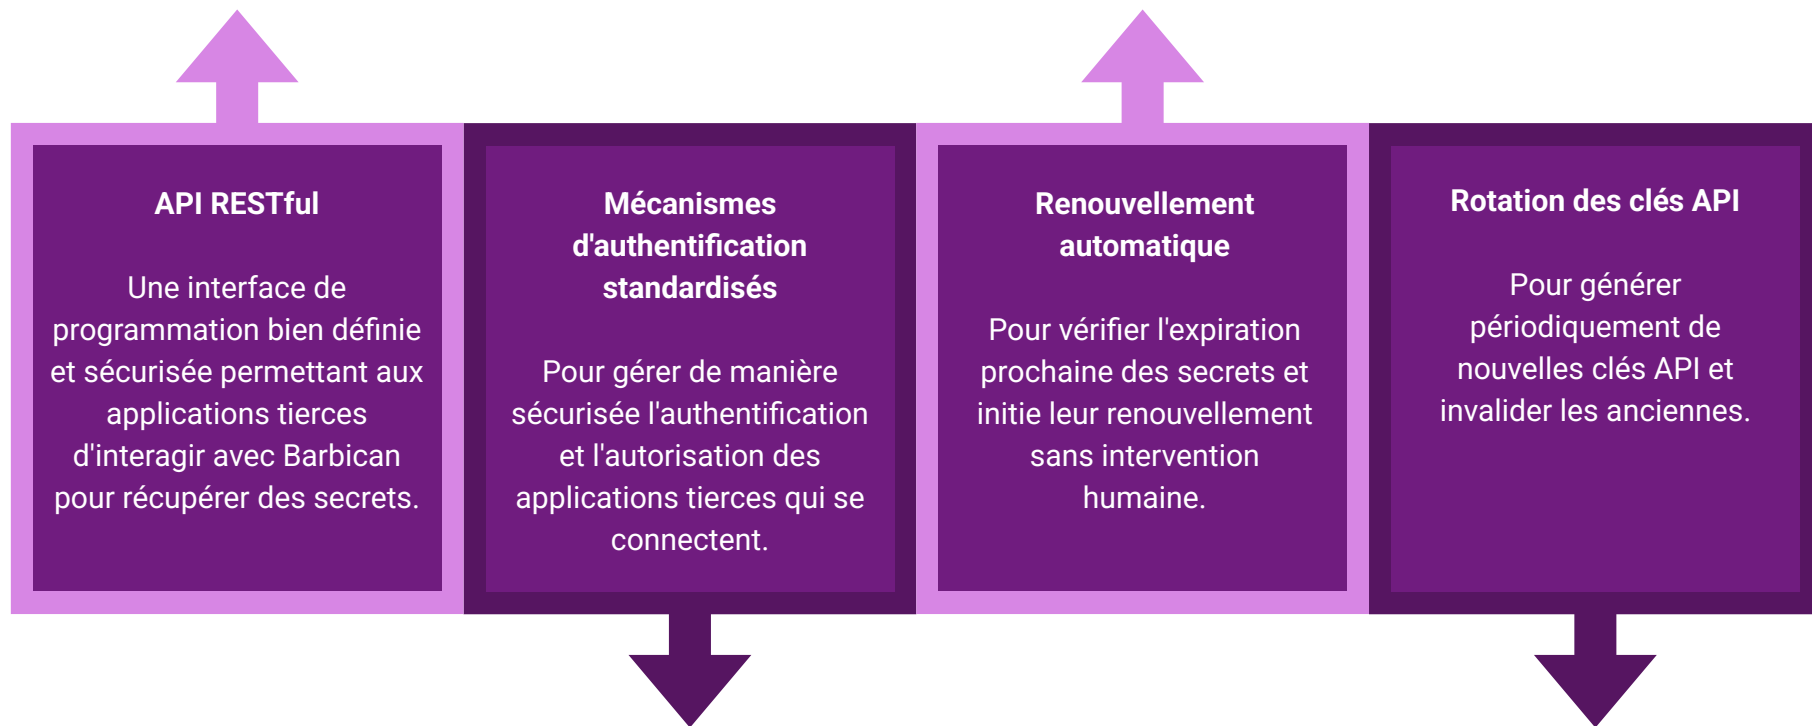 API RESTful
Une interface de
programmation bien définie
et sécurisée permettant aux
applications tierces
d'interagir avec Barbican
pour récupérer des secrets.
Mécanismes
d'authentification
standardisés
Pour gérer de manière
sécurisée l'authentification
et l'autorisation des
applications tierces qui se
connectent.
Renouvellement
automatique
Pour vérifier l'expiration
prochaine des secrets et
initie leur renouvellement
sans intervention
humaine.
Rotation des clés API
Pour générer
périodiquement de
nouvelles clés API et
invalider les anciennes.